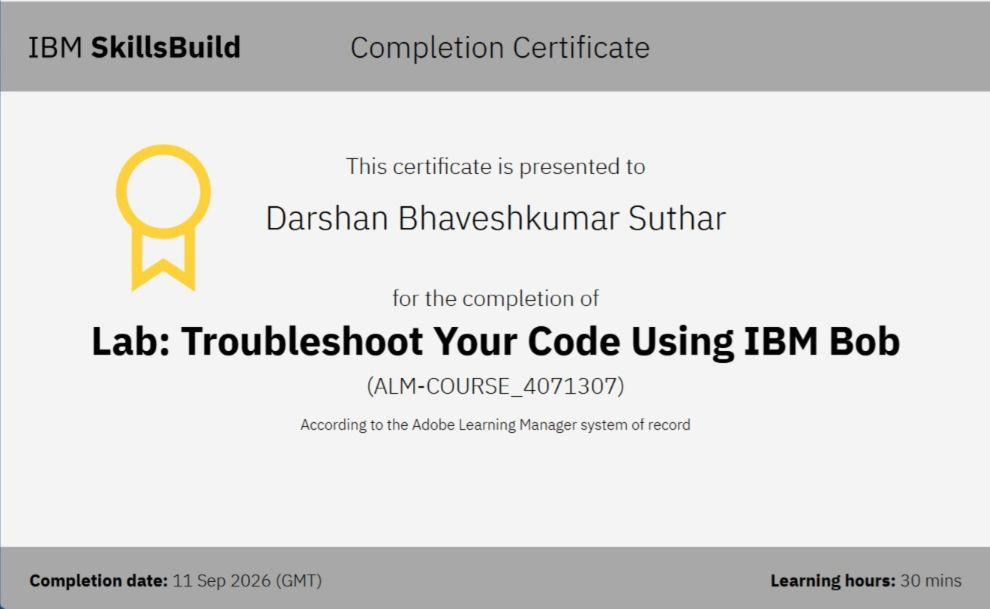 IBM SkillsBuild
Completion Certificate
This certificate is presented to
Darshan Bhaveshkumar Suthar
for the completion of
Lab: Troubleshoot Your Code Using IBM Bob
(ALM-COURSE_4071307)
According to the Adobe Learning Manager system of record
Completion date: 11 Sep 2026 (GMT)
Learning hours: 30 mins